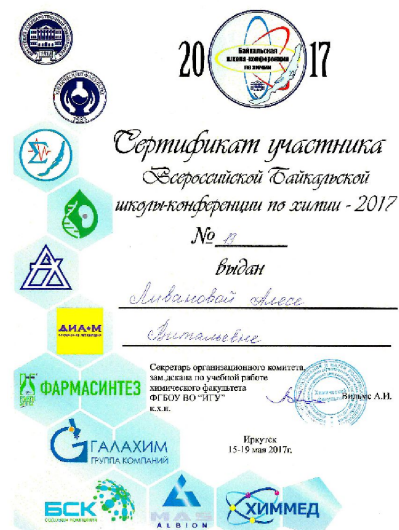 20 17
Байкальская
школа-конференция
по химии
Сертификат участника
Всероссийской Байкальской
школы-конференции по химии - 2017
№ 13
выдан
Ливановой Алесе
Витальевне
ДИА•М
Секретарь организационного комитета,
зам.декана по учебной работе
химического факультета
ФГБОУ ВО "ИГУ"
к.х.н.
Вильмс А.И.
ФАРМАСИНТЕЗ
Иркутск
15-19 мая 2017г.
ГАЛАХИМ
ГРУППА КОМПАНИЙ
БСК
MAS
ALBION
ХИММЕД